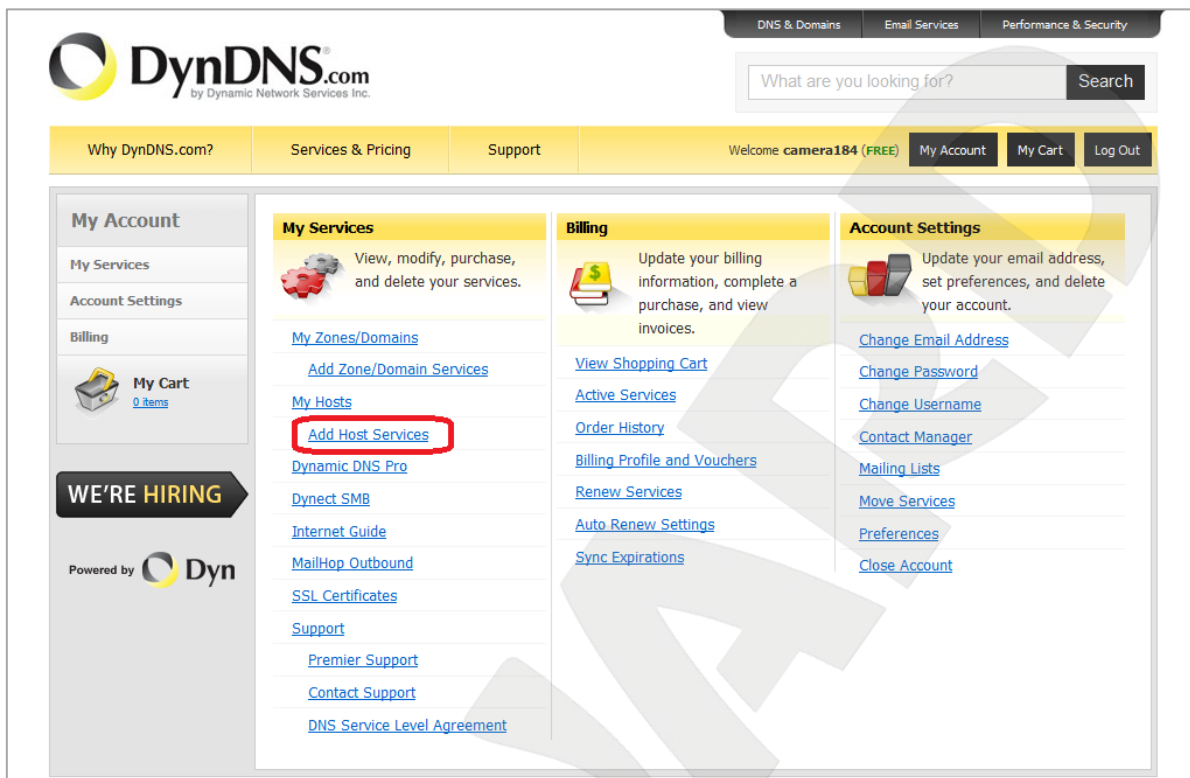 DNS & Domains Email Services Performance & Security
DynDNS.com
by Dynamic Network Services Inc.
What are you looking for? Search
Why DynDNS.com? Services & Pricing Support Welcome camera184 (FREE) My Account My Cart Log Out
My Account
My Services
Account Settings
Billing
My Cart
0 items
WE'RE HIRING
Powered by Dyn
My Services
View, modify, purchase,
and delete your services.
My Zones/Domains
Add Zone/Domain Services
My Hosts
Add Host Services
Dynamic DNS Pro
Dynect SMB
Internet Guide
MailHop Outbound
SSL Certificates
Support
Premier Support
Contact Support
DNS Service Level Agreement
Billing
Update your billing
information, complete a
purchase, and view
invoices.
View Shopping Cart
Active Services
Order History
Billing Profile and Vouchers
Renew Services
Auto Renew Settings
Sync Expirations
Account Settings
Update your email address,
set preferences, and delete
your account.
Change Email Address
Change Password
Change Username
Contact Manager
Mailing Lists
Move Services
Preferences
Close Account